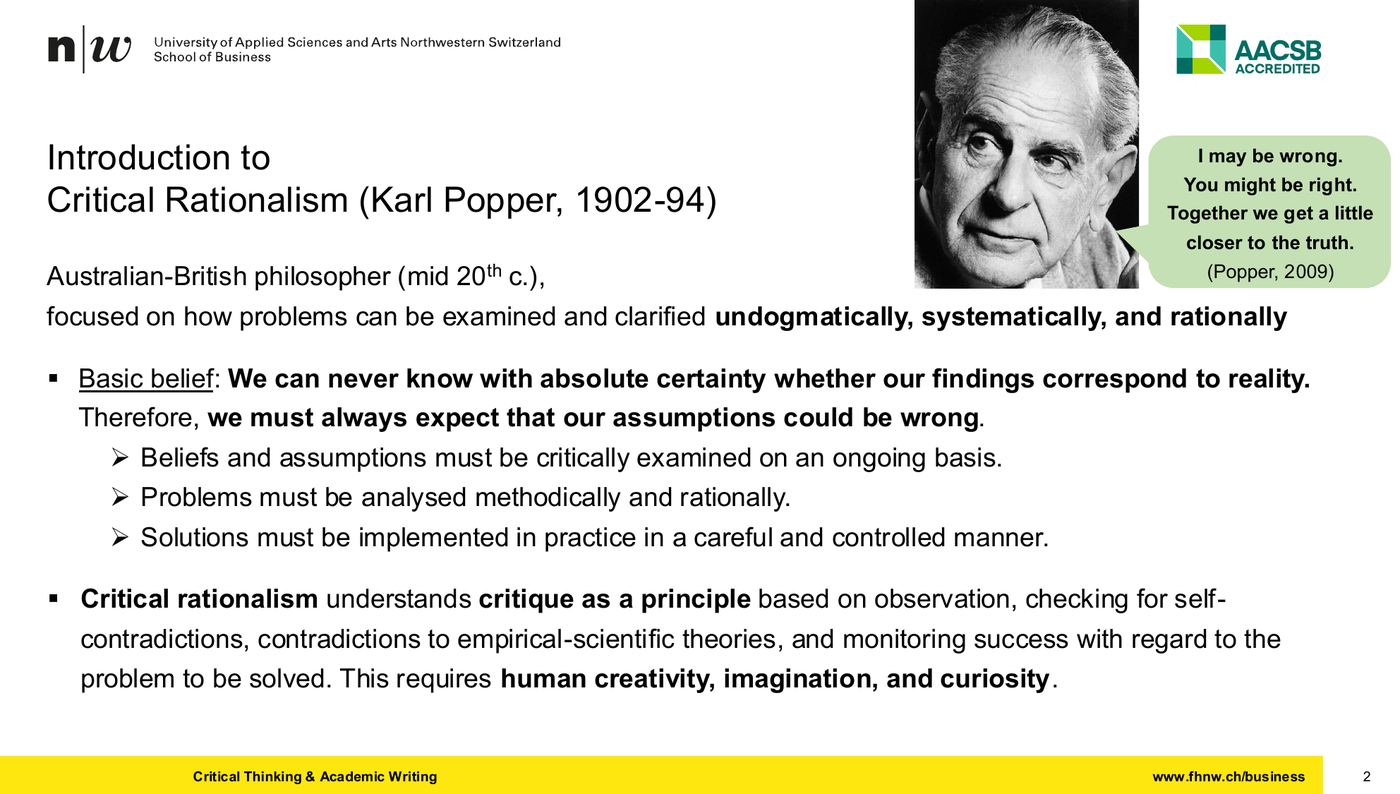 n|w University of Applied Sciences and Arts Northwestern Switzerland
School of Business
AACSB
ACCREDITED
Introduction to
Critical Rationalism (Karl Popper, 1902-94)
I may be wrong.
You might be right.
Together we get a little
closer to the truth.
(Popper, 2009)
Australian-British philosopher (mid 20th c.),
focused on how problems can be examined and clarified undogmatically, systematically, and rationally
▪ Basic belief: We can never know with absolute certainty whether our findings correspond to reality.
Therefore, we must always expect that our assumptions could be wrong.
➢ Beliefs and assumptions must be critically examined on an ongoing basis.
➢ Problems must be analysed methodically and rationally.
➢ Solutions must be implemented in practice in a careful and controlled manner.
▪ Critical rationalism understands critique as a principle based on observation, checking for self-
contradictions, contradictions to empirical-scientific theories, and monitoring success with regard to the
problem to be solved. This requires human creativity, imagination, and curiosity.
Critical Thinking & Academic Writing
www.fhnw.ch/business
2